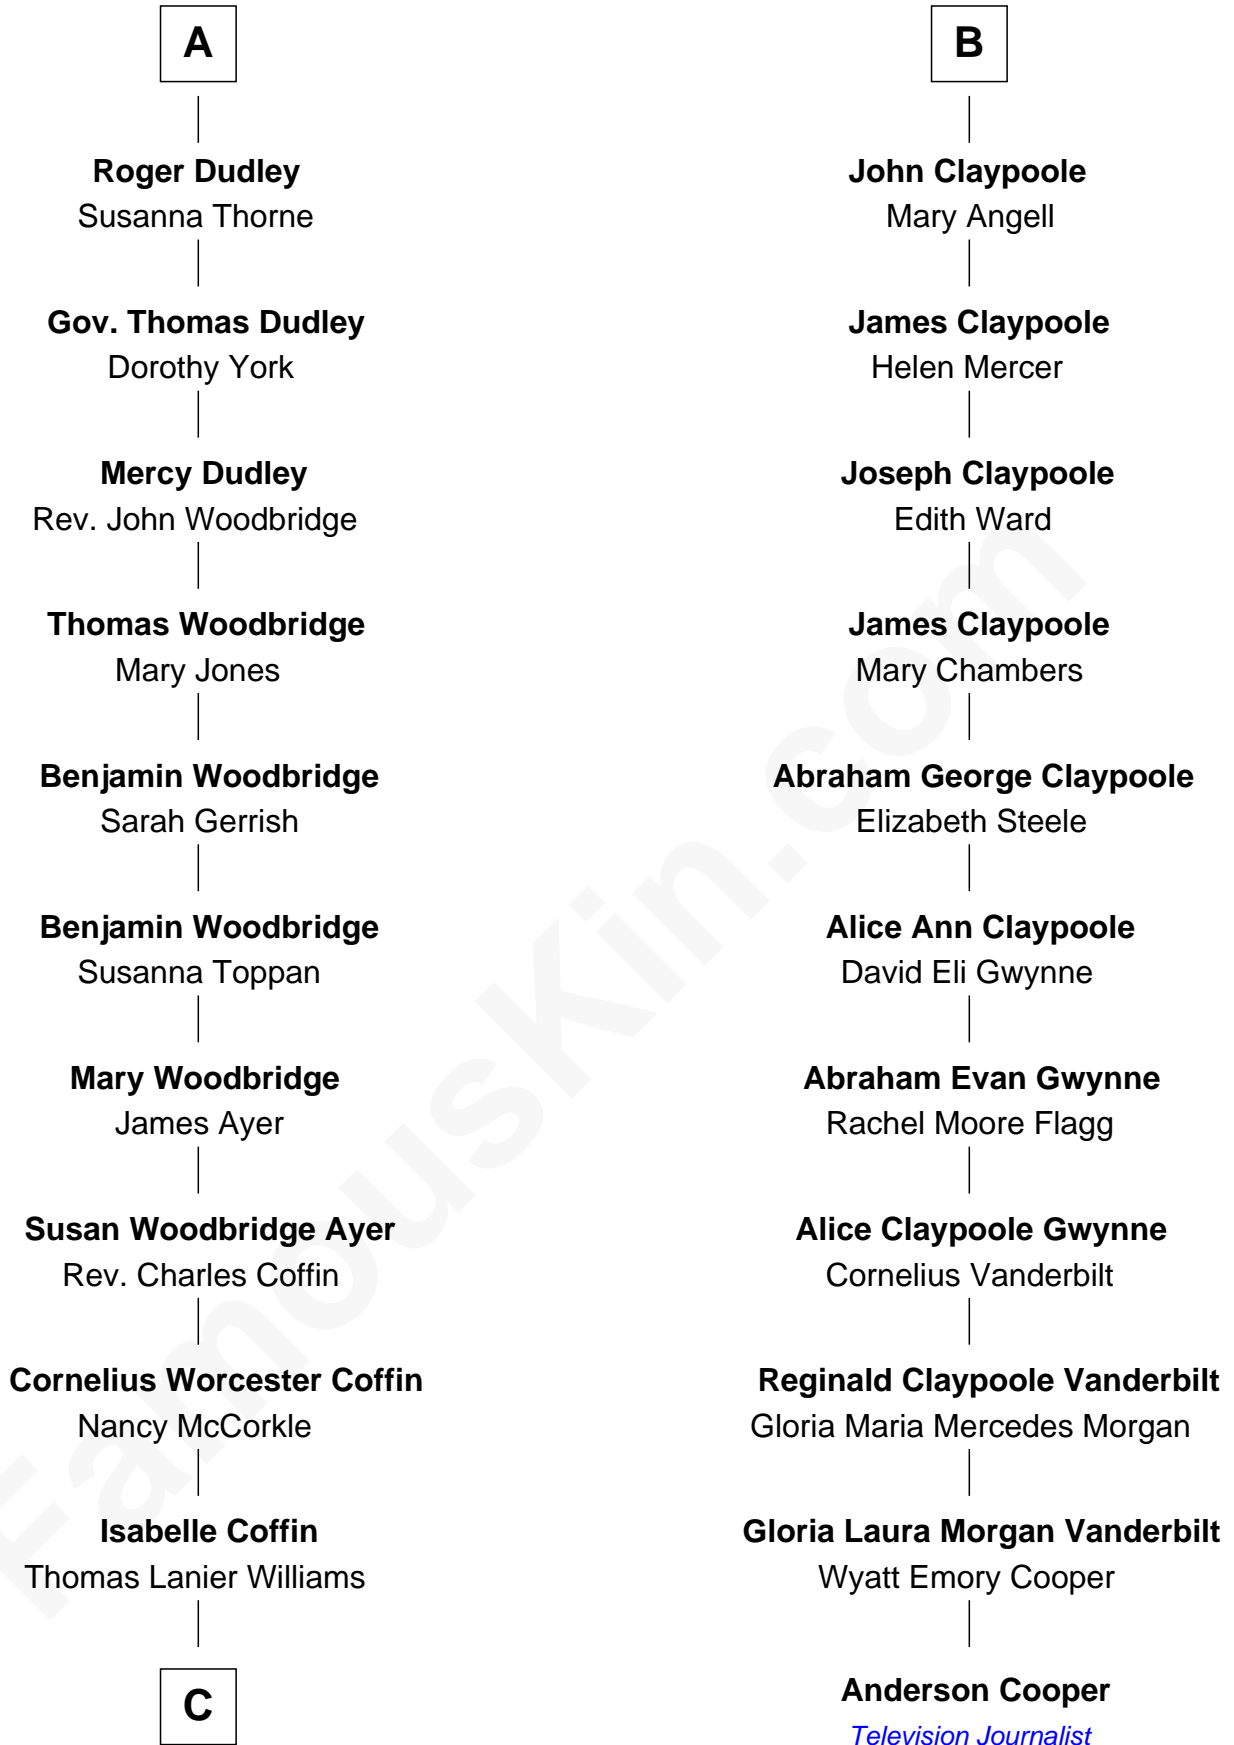 A
Roger Dudley
Susanna Thorne
Gov. Thomas Dudley
Dorothy York
Mercy Dudley
Rev. John Woodbridge
Thomas Woodbridge
Mary Jones
Benjamin Woodbridge
Sarah Gerrish
Benjamin Woodbridge
Susanna Toppan
Mary Woodbridge
James Ayer
Susan Woodbridge Ayer
Rev. Charles Coffin
Cornelius Worcester Coffin
Nancy McCorkle
Isabelle Coffin
Thomas Lanier Williams
C
B
John Claypoole
Mary Angell
James Claypoole
Helen Mercer
Joseph Claypoole
Edith Ward
James Claypoole
Mary Chambers
Abraham George Claypoole
Elizabeth Steele
Alice Ann Claypoole
David Eli Gwynne
Abraham Evan Gwynne
Rachel Moore Flagg
Alice Claypoole Gwynne
Cornelius Vanderbilt
Reginald Claypoole Vanderbilt
Gloria Maria Mercedes Morgan
Gloria Laura Morgan Vanderbilt
Wyatt Emory Cooper
Anderson Cooper
Television Journalist
FamousKin.com